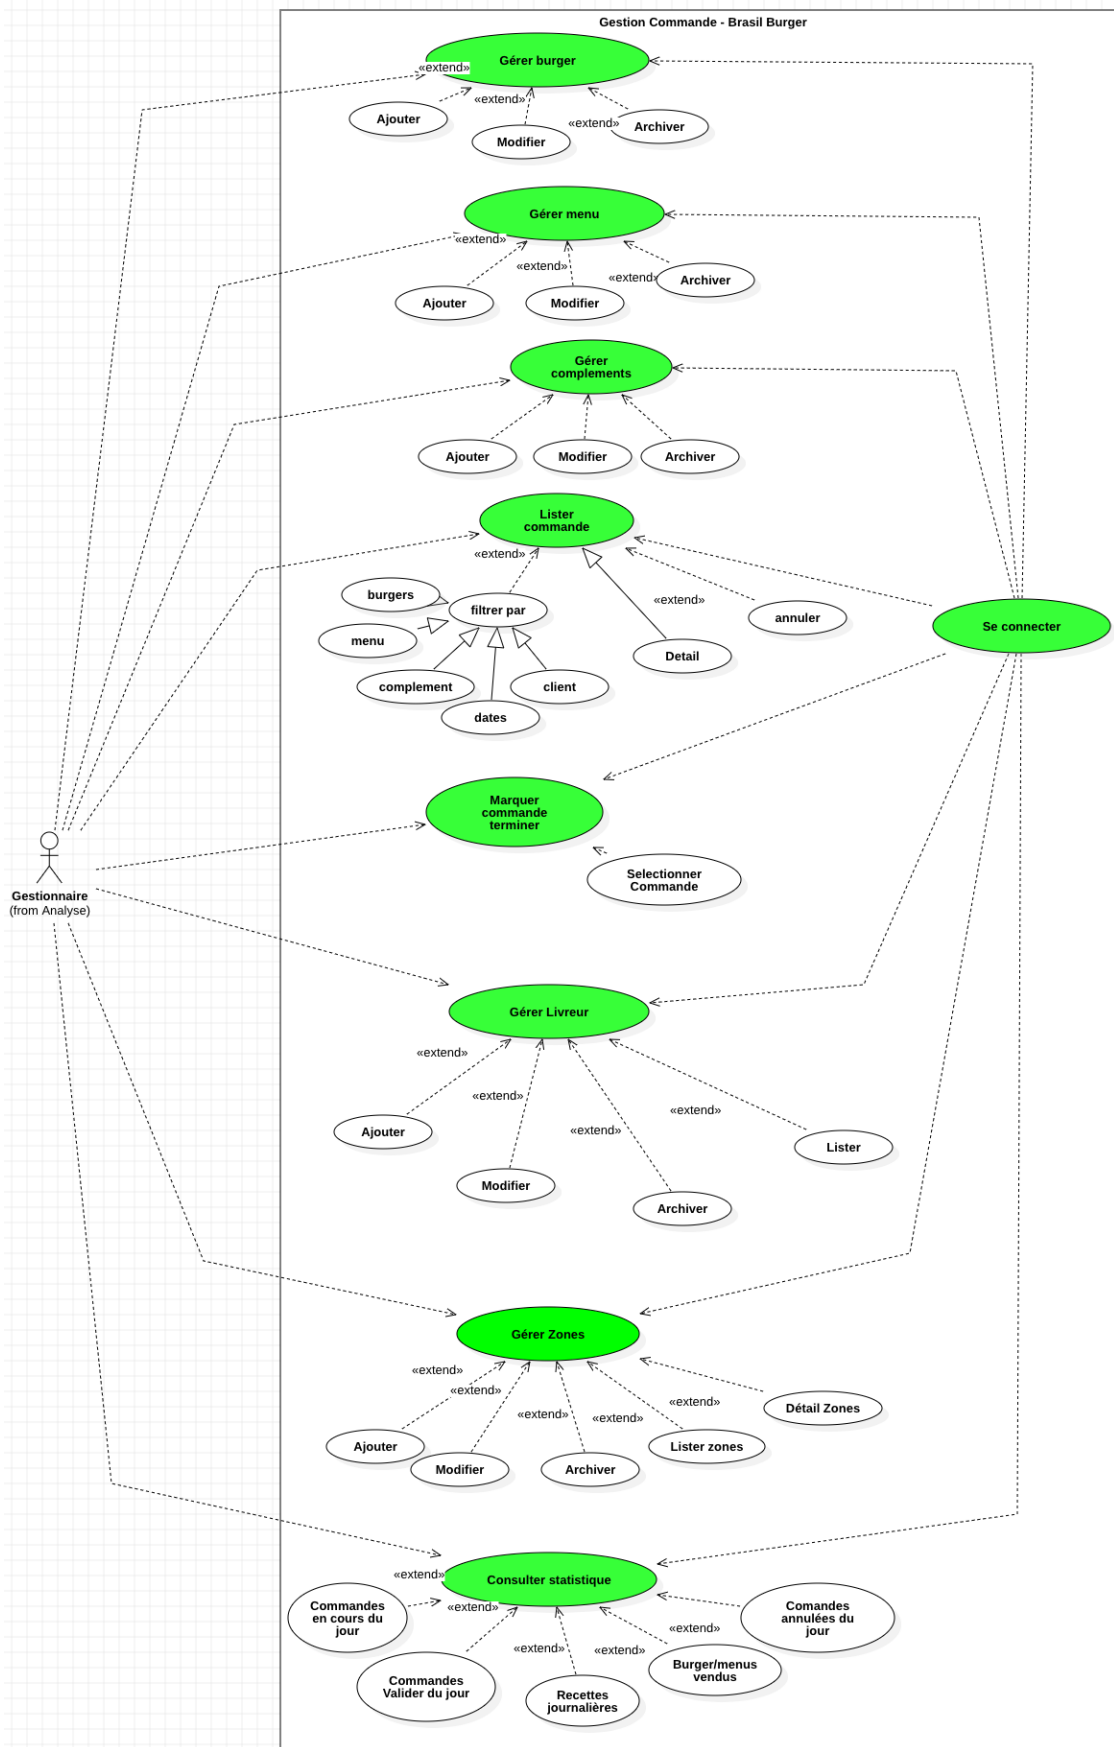 Gestion Commande - Brasil Burger
Gérer burger
«extend»
«extend»
«extend»
Ajouter
Modifier
Archiver
Gérer menu
«extend»
«extend»
«extend»
Ajouter
Modifier
Archiver
Gérer
complements
Ajouter
Modifier
Archiver
Lister
commande
«extend»
burgers
filtrer par
«extend»
annuler
menu
Detail
complement
client
dates
Se connecter
Marquer
commande
terminer
Selectionner
Commande
Gestionnaire
(from Analyse)
Gérer Livreur
«extend»
«extend»
«extend»
«extend»
Ajouter
Lister
Modifier
Archiver
Gérer Zones
«extend»
«extend»
«extend»
«extend»
«extend»
Détail Zones
Ajouter
Modifier
Archiver
Lister zones
Consulter statistique
«extend»
«extend»
«extend»
«extend»
«extend»
Commandes
en cours du
jour
Commandes
Valider du jour
Recettes
journalières
Burger/menus
vendus
Comandes
annulées du
jour